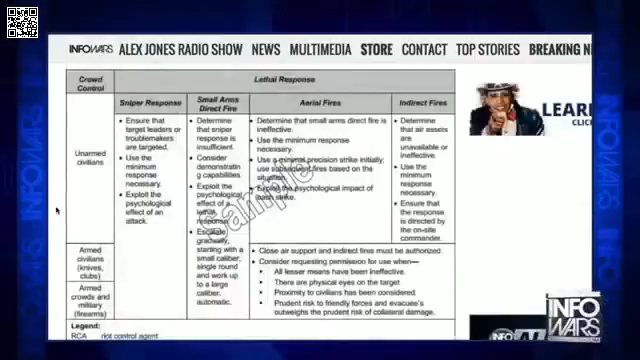 INFOWARS ALEX JONES RADIO SHOW NEWS MULTIMEDIA STORE CONTACT TOP STORIES BREAKING NE
Crowd Control
Lethal Response
Sniper Response
Small Arms Direct Fire
Aerial Fires
Indirect Fires
Unarmed civilians
• Ensure that target leaders or troublemakers are targeted.
• Use the minimum response necessary.
• Exploit the psychological effect of an attack.
• Determine that sniper response is insufficient.
• Consider demonstrating capabilities.
• Exploit the psychological effect of a lethal response.
• Escalate gradually, starting with a small caliber, single round and work up to a large caliber, automatic.
• Determine that small arms direct fire is ineffective.
• Use the minimum response necessary.
• Use a minimal precision strike initially; use subsequent fires based on the situation.
• Exploit the psychological impact of each strike.
• Determine that air assets are unavailable or ineffective.
• Use the minimum response necessary.
• Ensure that the response is directed by the on-site commander.
Armed civilians (knives, clubs)
Armed crowds and military (firearms)
• Close air support and indirect fires must be authorized.
• Consider requesting permission for use when—
• All lesser means have been ineffective.
• There are physical eyes on the target
• Proximity to civilians has been considered.
• Prudent risk to friendly forces and evacuee's outweighs the prudent risk of collateral damage.
Sample
Legend:
RCA riot control agent
LEAR
CLIC
INFO
WARS